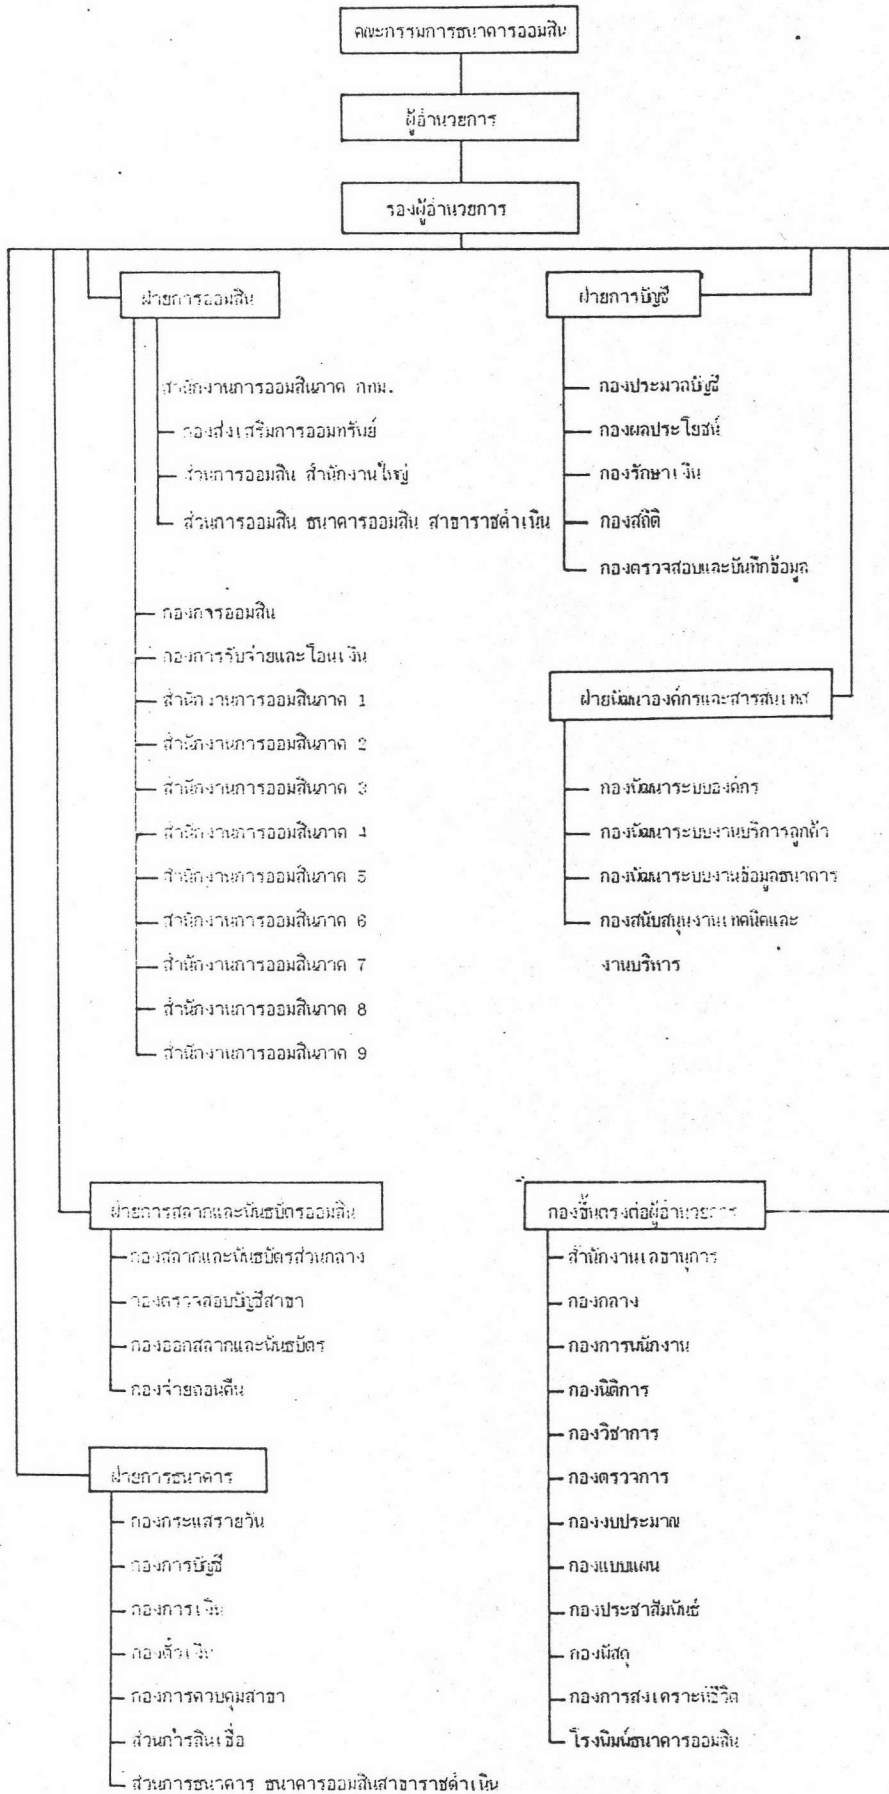 คณะกรรมการธนาคารออมสิน
ผู้อำนวยการ
รองผู้อำนวยการ
ฝ่ายการออมสิน
สำนักงานการออมสินภาค กทม.
กองส่งเสริมการออมทรัพย์
ส่วนการออมสิน สำนักงานใหญ่
ส่วนการออมสิน ธนาคารออมสิน สาขาราชดำเนิน
กองการออมสิน
กองการรับจ่ายและโอนเงิน
สำนักงานการออมสินภาค 1
สำนักงานการออมสินภาค 2
สำนักงานการออมสินภาค 3
สำนักงานการออมสินภาค 4
สำนักงานการออมสินภาค 5
สำนักงานการออมสินภาค 6
สำนักงานการออมสินภาค 7
สำนักงานการออมสินภาค 8
สำนักงานการออมสินภาค 9
ฝ่ายการบัญชี
กองประมวลบัญชี
กองผลประโยชน์
กองรักษาเงิน
กองสถิติ
กองตรวจสอบและบันทึกข้อมูล
ฝ่ายพัฒนาองค์กรและสารสนเทศ
กองพัฒนาระบบองค์กร
กองพัฒนาระบบงานบริการลูกค้า
กองพัฒนาระบบงานข้อมูลธนาคาร
กองสนับสนุนงานเทคนิคและ
งานบริหาร
ฝ่ายการสลากและพันธบัตรออมสิน
กองสลากและพันธบัตรส่วนกลาง
กองตรวจสอบบัญชีสาขา
กองออกสลากและพันธบัตร
กองจ่ายถอนคืน
ฝ่ายการธนาคาร
กองกระแสรายวัน
กองการบัญชี
กองการเงิน
กองตั๋วเงิน
กองการควบคุมสาขา
ส่วนการสินเชื่อ
ส่วนการธนาคาร ธนาคารออมสินสาขาราชดำเนิน
กองขึ้นตรงต่อผู้อำนวยการ
สำนักงานเลขานุการ
กองกลาง
กองการพนักงาน
กองนิติการ
กองวิชาการ
กองตรวจการ
กองงบประมาณ
กองแบบแผน
กองประชาสัมพันธ์
กองพัสดุ
กองการสงเคราะห์ชีวิต
โรงพิมพ์ธนาคารออมสิน